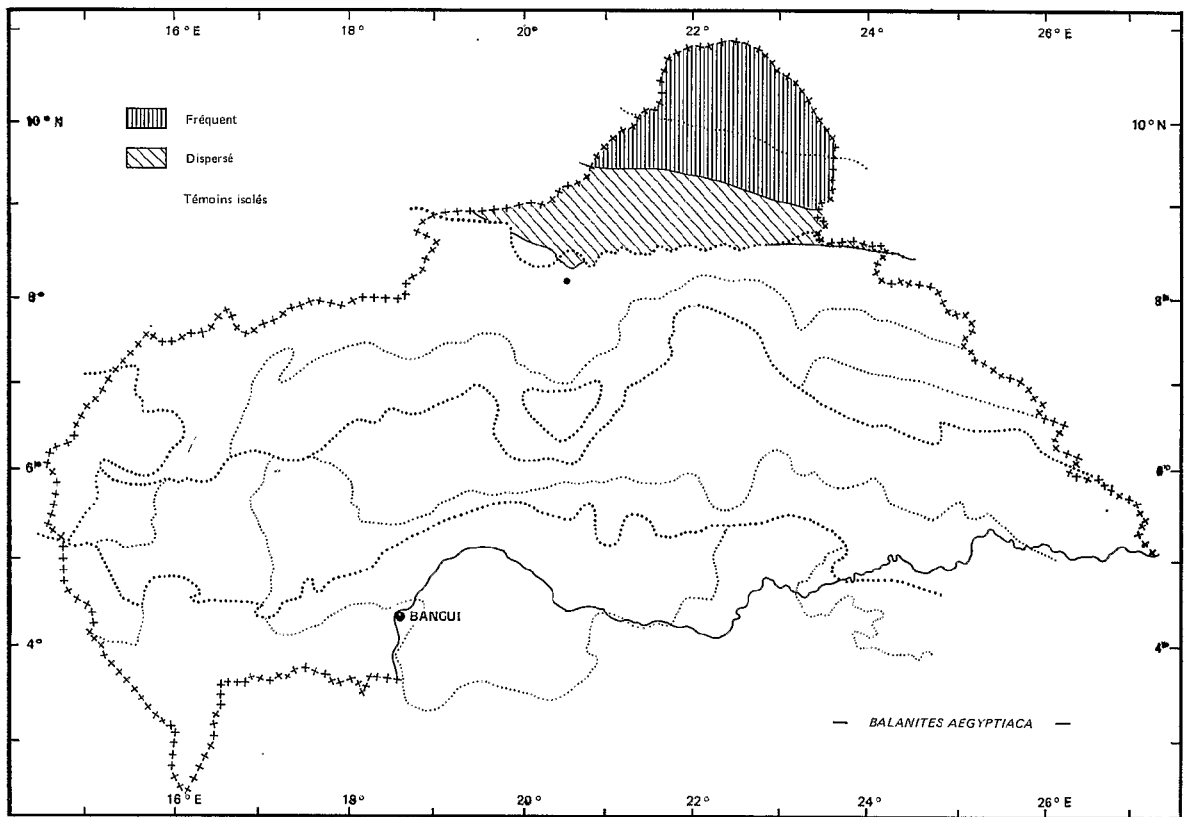 16° E 18° 20° 22° 24° 26° E
10° N 10° N
Fréquent
Dispersé
Témoins isolés
8° 8°
6° 6°
BANGUI
4° 4°
— BALANITES AEGYPTIACA —
16° E 18° 20° 22° 24° 26° E